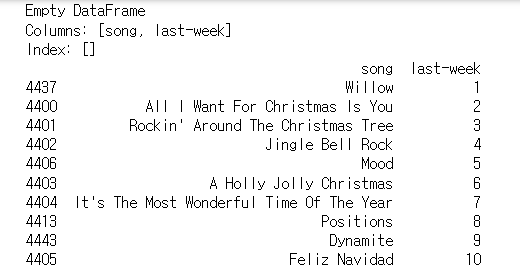 Empty DataFrame
Columns: [song, last-week]
Index: []
song last-week
4437 Willow 1
4400 All I Want For Christmas Is You 2
4401 Rockin' Around The Christmas Tree 3
4402 Jingle Bell Rock 4
4406 Mood 5
4403 A Holly Jolly Christmas 6
4404 It's The Most Wonderful Time Of The Year 7
4413 Positions 8
4443 Dynamite 9
4405 Feliz Navidad 10